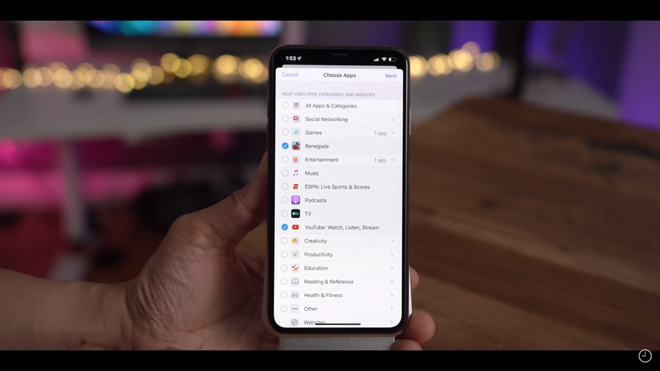 1:53
Cancel
Choose Apps
Next
MOST USED APPS, CATEGORIES, AND WEBSITES
All Apps & Categories
Social Networking
Games 1 app
Renegade
Entertainment 1 app
Music
ESPN: Live Sports & Scores
Podcasts
TV
YouTube: Watch, Listen, Stream
Creativity
Productivity
Education
Reading & Reference
Health & Fitness
Other
Websites